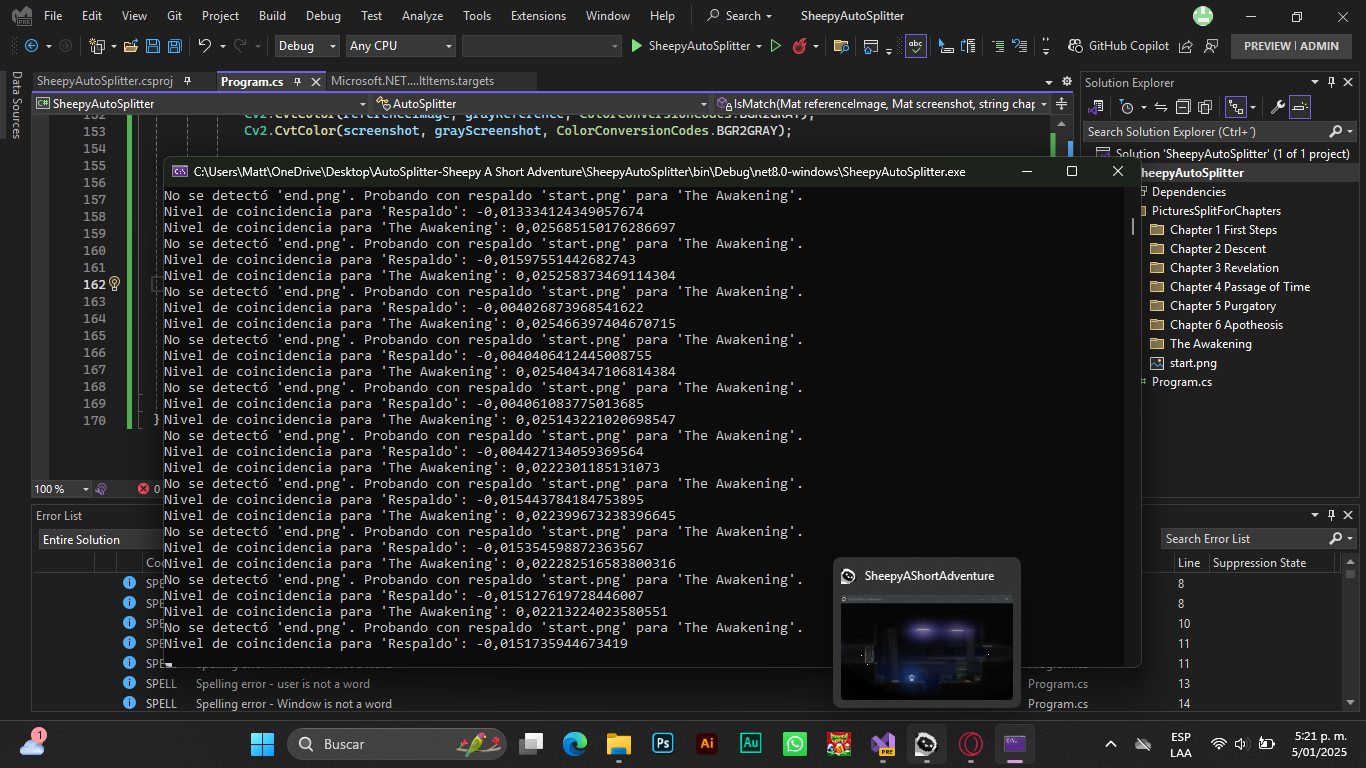 File Edit View Git Project Build Debug Test Analyze Tools Extensions Window Help Search SheepyAutoSplitter
Debug Any CPU SheepyAutoSplitter GitHub Copilot PREVIEW | ADMIN
Data Sources
SheepyAutoSplitter.csproj Program.cs Microsoft.NET....ltItems.targets
SheepyAutoSplitter AutoSplitter IsMatch(Mat referenceImage, Mat screenshot, string chap
152 Cv2.CvtColor(referenceImage, grayReference, ColorConversionCodes.BGR2GRAY);
153 Cv2.CvtColor(screenshot, grayScreenshot, ColorConversionCodes.BGR2GRAY);
154
155
156
157
158
159
160
161
162
163
164
165
166
167
168
169
170 }
100 % 0
C:\Users\Matt\OneDrive\Desktop\AutoSplitter-Sheepy A Short Adventure\SheepyAutoSplitter\bin\Debug\net8.0-windows\SheepyAutoSplitter.exe
No se detectó 'end.png'. Probando con respaldo 'start.png' para 'The Awakening'.
Nivel de coincidencia para 'Respaldo': -0,013334124349057674
Nivel de coincidencia para 'The Awakening': 0,025685150176286697
No se detectó 'end.png'. Probando con respaldo 'start.png' para 'The Awakening'.
Nivel de coincidencia para 'Respaldo': -0,01597551442682743
Nivel de coincidencia para 'The Awakening': 0,025258373469114304
No se detectó 'end.png'. Probando con respaldo 'start.png' para 'The Awakening'.
Nivel de coincidencia para 'Respaldo': -0,004026873968541622
Nivel de coincidencia para 'The Awakening': 0,025466397404670715
No se detectó 'end.png'. Probando con respaldo 'start.png' para 'The Awakening'.
Nivel de coincidencia para 'Respaldo': -0,0040406412445008755
Nivel de coincidencia para 'The Awakening': 0,025404347106814384
No se detectó 'end.png'. Probando con respaldo 'start.png' para 'The Awakening'.
Nivel de coincidencia para 'Respaldo': -0,004061083775013685
Nivel de coincidencia para 'The Awakening': 0,025143221020698547
No se detectó 'end.png'. Probando con respaldo 'start.png' para 'The Awakening'.
Nivel de coincidencia para 'Respaldo': -0,004427134059369564
Nivel de coincidencia para 'The Awakening': 0,0222301185131073
No se detectó 'end.png'. Probando con respaldo 'start.png' para 'The Awakening'.
Nivel de coincidencia para 'Respaldo': -0,015443784184753895
Nivel de coincidencia para 'The Awakening': 0,022399673238396645
No se detectó 'end.png'. Probando con respaldo 'start.png' para 'The Awakening'.
Nivel de coincidencia para 'Respaldo': -0,015354598872363567
Nivel de coincidencia para 'The Awakening': 0,022282516583800316
No se detectó 'end.png'. Probando con respaldo 'start.png' para 'The Awakening'.
Nivel de coincidencia para 'Respaldo': -0,015127619728446007
Nivel de coincidencia para 'The Awakening': 0,02213224023580551
No se detectó 'end.png'. Probando con respaldo 'start.png' para 'The Awakening'.
Nivel de coincidencia para 'Respaldo': -0,0151735944673419
Solution Explorer
Search Solution Explorer (Ctrl+´)
Solution 'SheepyAutoSplitter' (1 of 1 project)
SheepyAutoSplitter
Dependencies
PicturesSplitForChapters
Chapter 1 First Steps
Chapter 2 Descent
Chapter 3 Revelation
Chapter 4 Passage of Time
Chapter 5 Purgatory
Chapter 6 Apotheosis
The Awakening
start.png
Program.cs
Error List
Entire Solution Search Error List
Co Line Suppression State
SPE 8
SPE 8
SPE 10
SPE 11
SPE 11
SPELL Spelling error - user is not a word Program.cs 13
SPELL Spelling error - Window is not a word Program.cs 14
SheepyAShortAdventure
1
Buscar
Ps Ai Au PRE
ESP
LAA
5:21 p. m.
5/01/2025